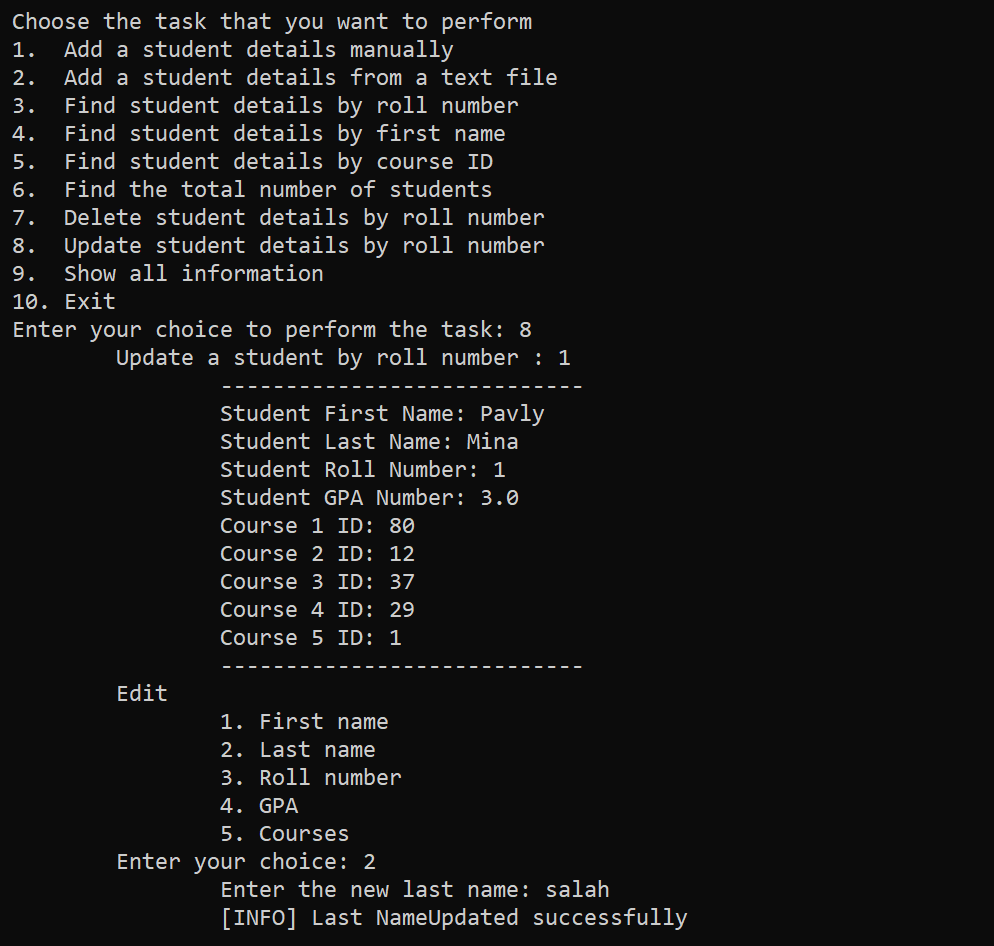 Choose the task that you want to perform
1.  Add a student details manually
2.  Add a student details from a text file
3.  Find student details by roll number
4.  Find student details by first name
5.  Find student details by course ID
6.  Find the total number of students
7.  Delete student details by roll number
8.  Update student details by roll number
9.  Show all information
10. Exit
Enter your choice to perform the task: 8
        Update a student by roll number : 1
                ----------------------------
                Student First Name: Pavly
                Student Last Name: Mina
                Student Roll Number: 1
                Student GPA Number: 3.0
                Course 1 ID: 80
                Course 2 ID: 12
                Course 3 ID: 37
                Course 4 ID: 29
                Course 5 ID: 1
                ----------------------------
        Edit
                1. First name
                2. Last name
                3. Roll number
                4. GPA
                5. Courses
        Enter your choice: 2
                Enter the new last name: salah
                [INFO] Last NameUpdated successfully